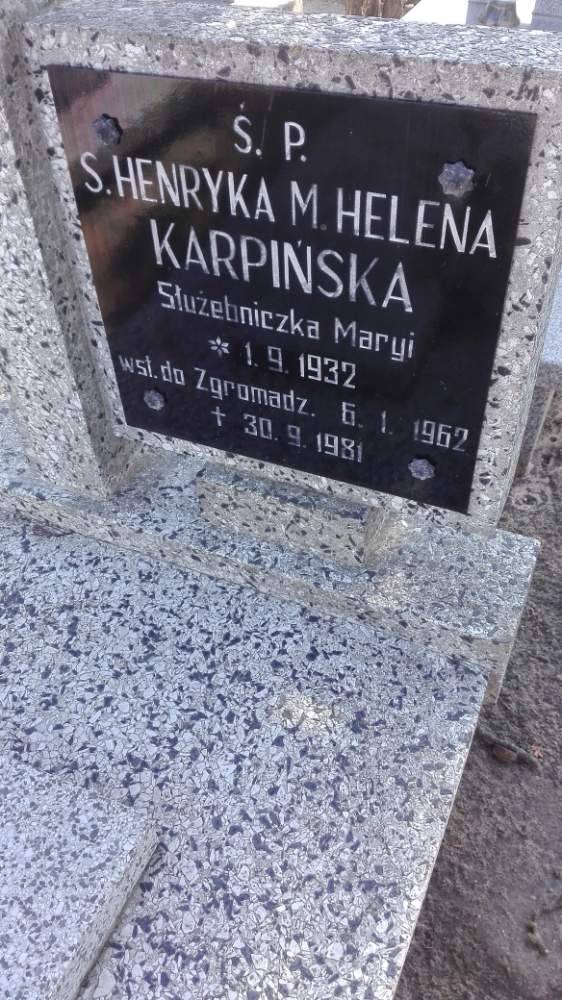 Ś. P.
S. HENRYKA M. HELENA
KARPIŃSKA
Służebniczka Maryi
* 1. 9. 1932
wst. do Zgromadz. 6. 1. 1962
† 30. 9. 1981